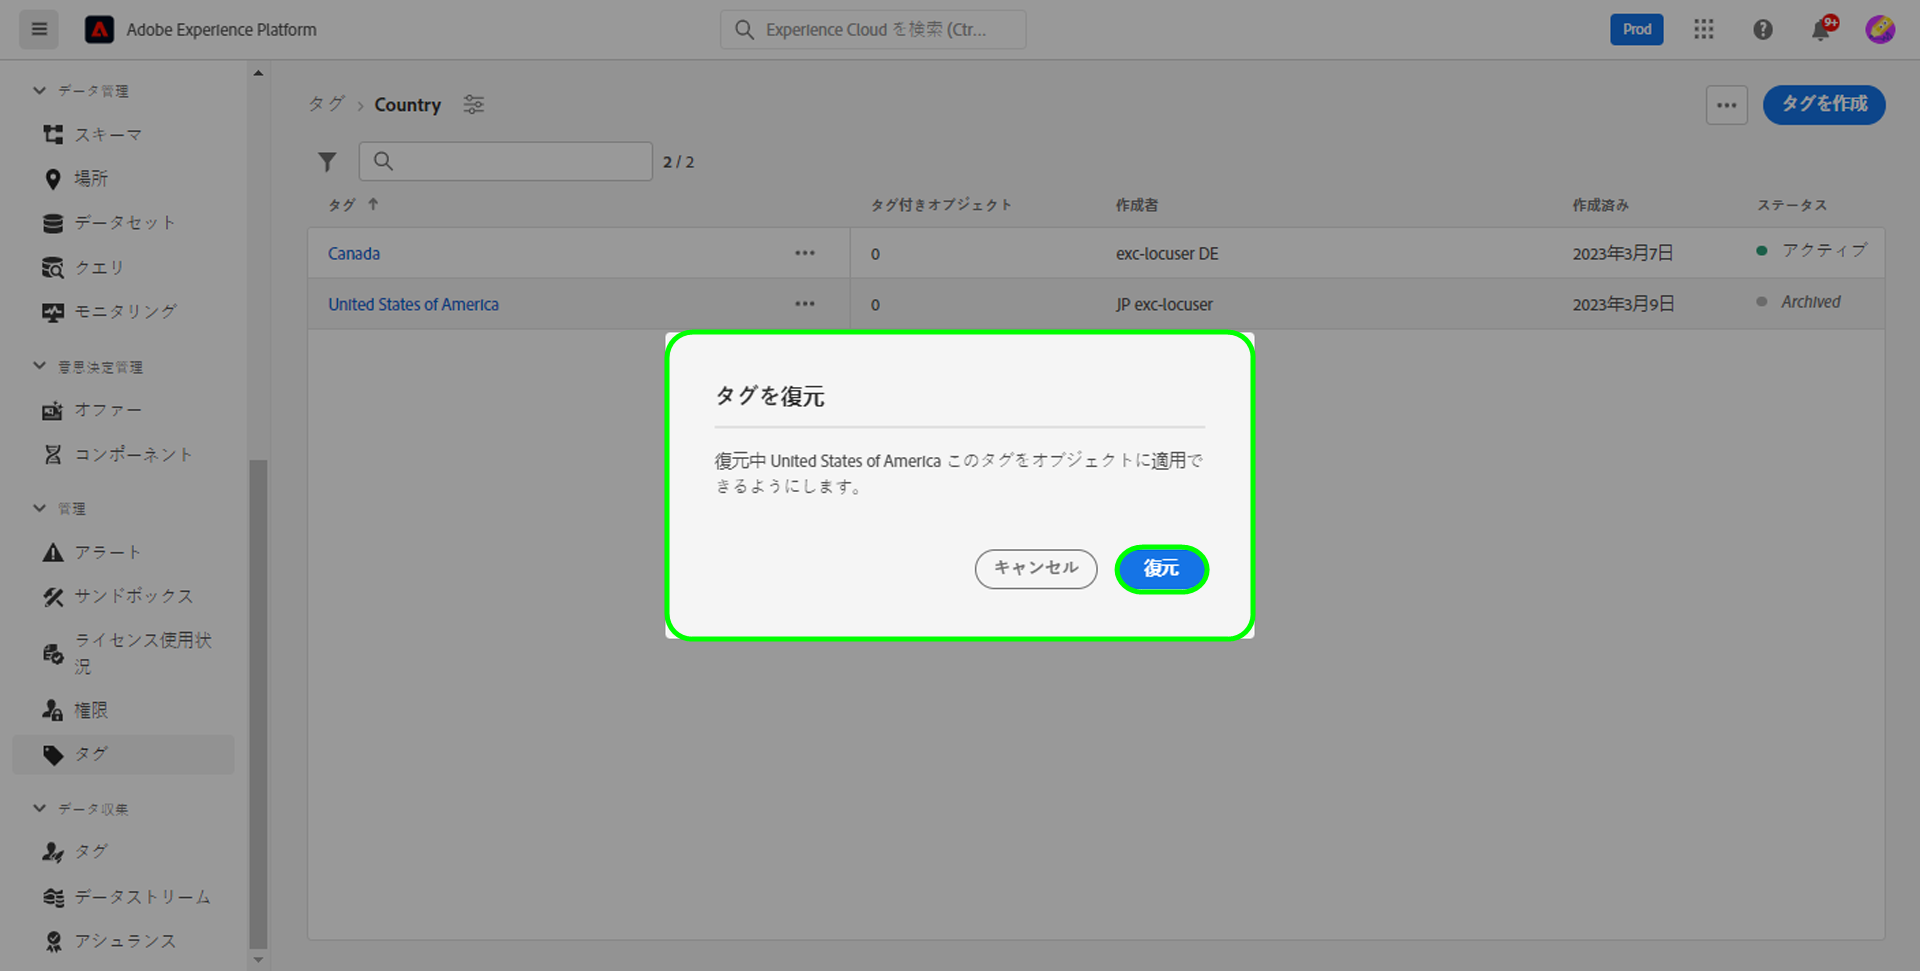 Adobe Experience Platform
Experience Cloud を検索 (Ctr...
Prod
9+
データ管理
スキーマ
場所
データセット
クエリ
モニタリング
意思決定管理
オファー
コンポーネント
管理
アラート
サンドボックス
ライセンス使用状
況
権限
タグ
データ収集
タグ
データストリーム
アシュランス
タグ > Country
タグを作成
2 / 2
タグ ↑ タグ付きオブジェクト 作成者 作成済み ステータス
Canada ••• 0 exc-locuser DE 2023年3月7日 アクティブ
United States of America ••• 0 JP exc-locuser 2023年3月9日 Archived
タグを復元
復元中 United States of America このタグをオブジェクトに適用で
きるようにします。
キャンセル 復元